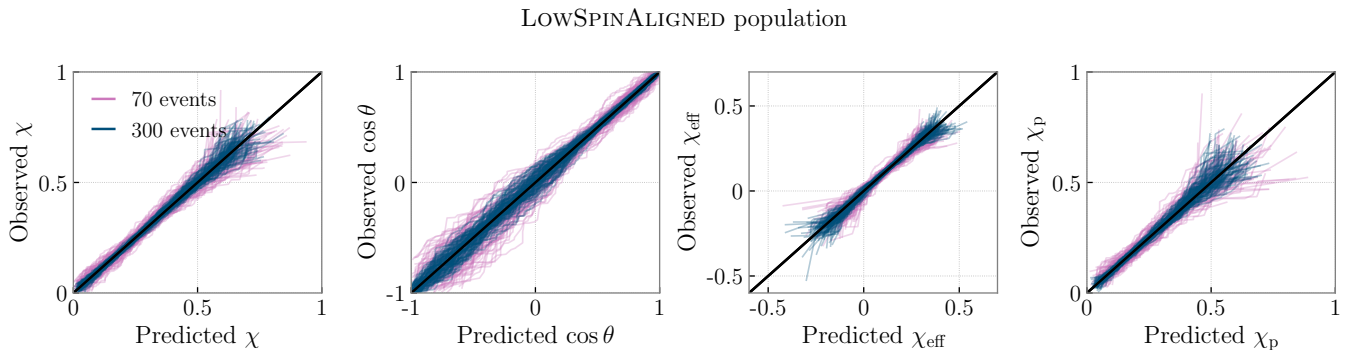 LOWSPINALIGNED population
Observed χ
1
0.5
0
70 events
300 events
0
0.5
1
Predicted χ
Observed cos θ
1
0
-1
-1
0
1
Predicted cos θ
Observed χeff
0.5
0
-0.5
-0.5
0
0.5
Predicted χeff
Observed χp
1
0.5
0
0
0.5
1
Predicted χp